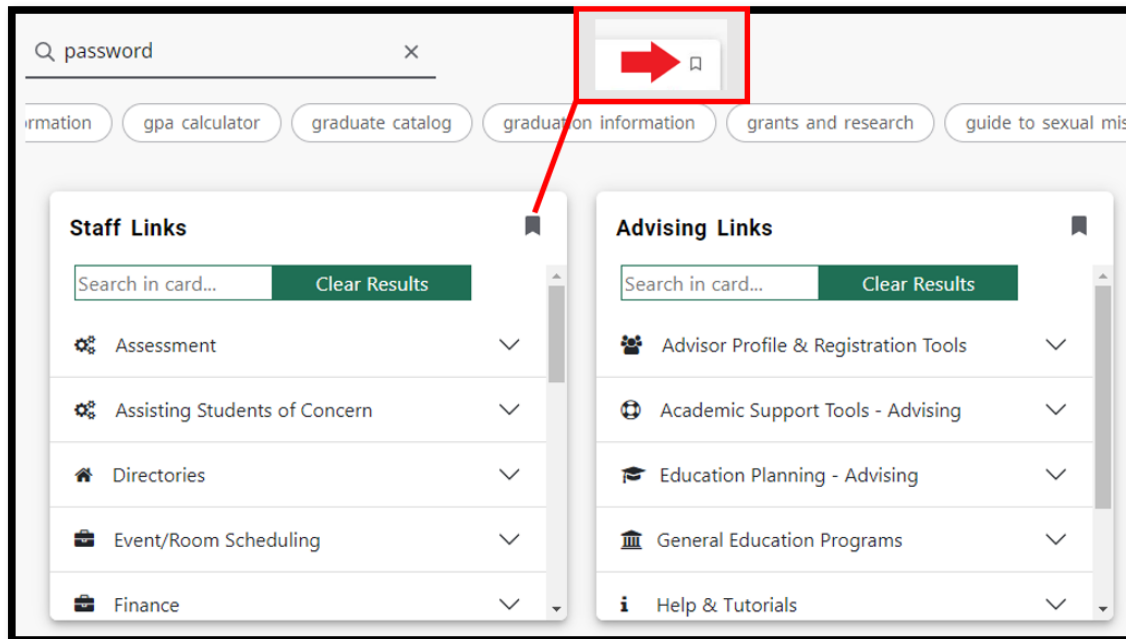 password
rmation
gpa calculator
graduate catalog
graduation information
grants and research
guide to sexual mis
Staff Links
Search in card...
Clear Results
Assessment
Assisting Students of Concern
Directories
Event/Room Scheduling
Finance
Advising Links
Search in card...
Clear Results
Advisor Profile & Registration Tools
Academic Support Tools - Advising
Education Planning - Advising
General Education Programs
Help & Tutorials